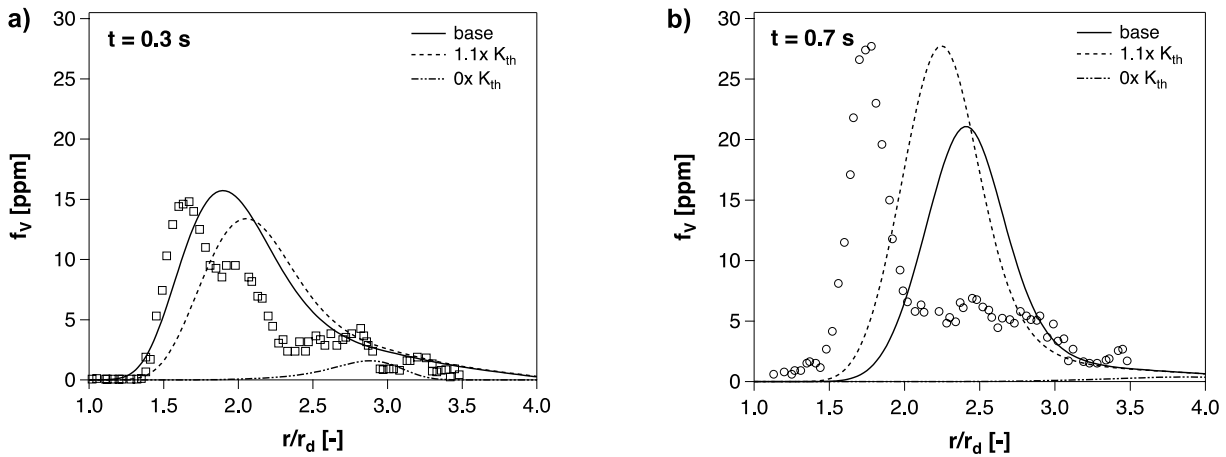 a)
t = 0.3 s
base
1.1x K_th
0x K_th
30
25
20
15
10
5
0
f_V [ppm]
1.0 1.5 2.0 2.5 3.0 3.5 4.0
r/r_d [-]
b)
t = 0.7 s
base
1.1x K_th
0x K_th
30
25
20
15
10
5
0
f_V [ppm]
1.0 1.5 2.0 2.5 3.0 3.5 4.0
r/r_d [-]